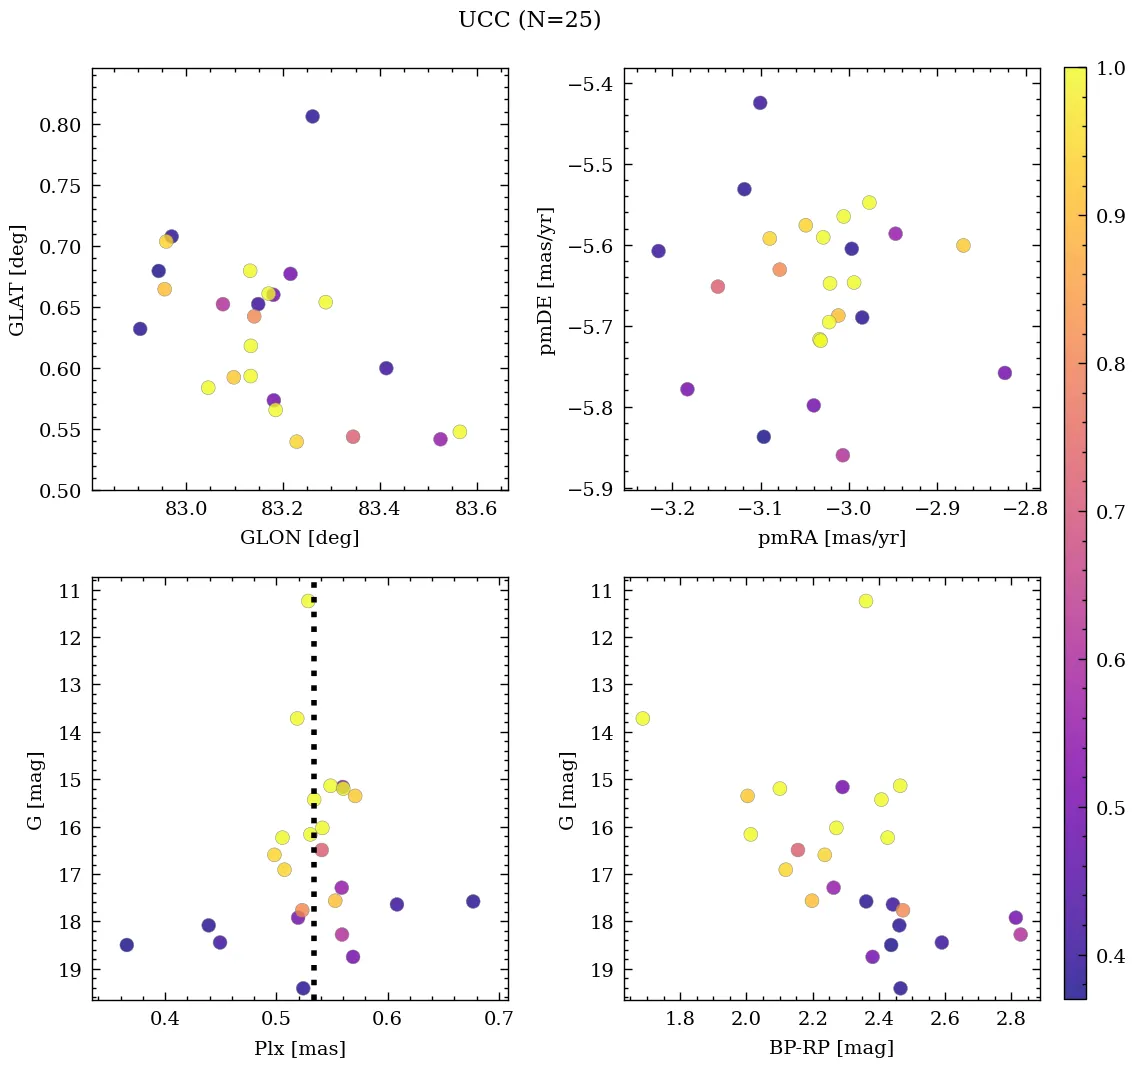 UCC (N=25)
0.80
0.75
0.70
0.65
0.60
0.55
0.50
GLAT [deg]
83.0 83.2 83.4 83.6
GLON [deg]
−5.4
−5.5
−5.6
−5.7
−5.8
−5.9
pmDE [mas/yr]
−3.2 −3.1 −3.0 −2.9 −2.8
pmRA [mas/yr]
11
12
13
14
15
16
17
18
19
G [mag]
0.4 0.5 0.6 0.7
Plx [mas]
11
12
13
14
15
16
17
18
19
G [mag]
1.8 2.0 2.2 2.4 2.6 2.8
BP-RP [mag]
1.0
0.9
0.8
0.7
0.6
0.5
0.4